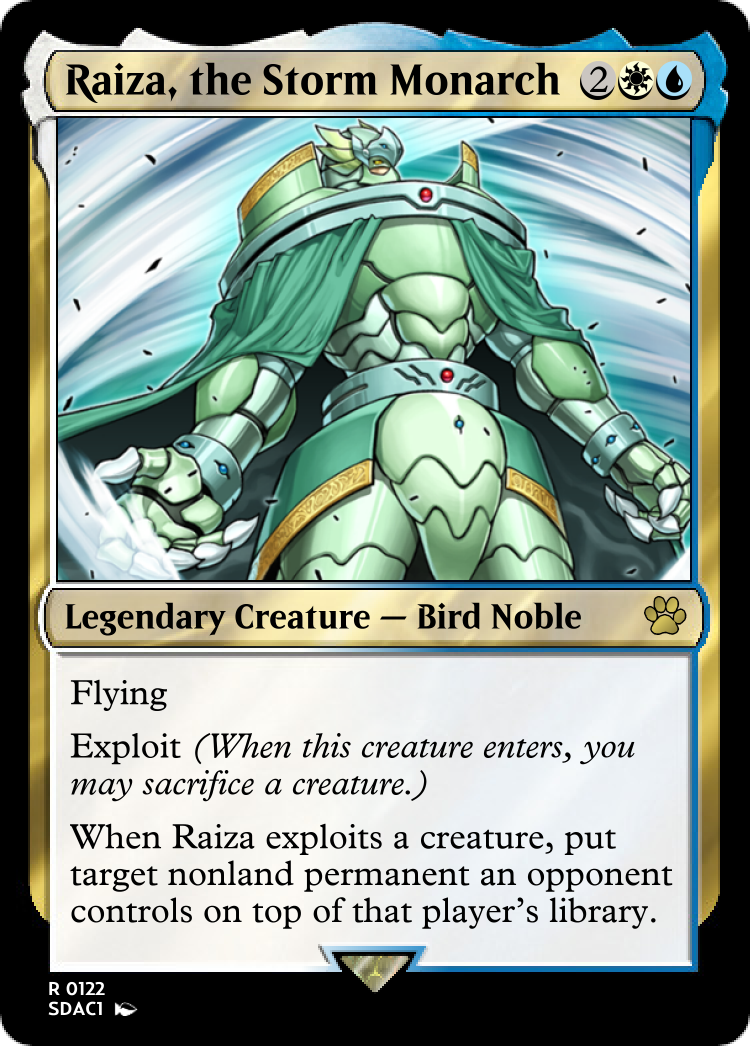 Raiza, the Storm Monarch 2
Legendary Creature — Bird Noble
Flying
Exploit (When this creature enters, you
may sacrifice a creature.)
When Raiza exploits a creature, put
target nonland permanent an opponent
controls on top of that player's library.
R 0122
SDAC1